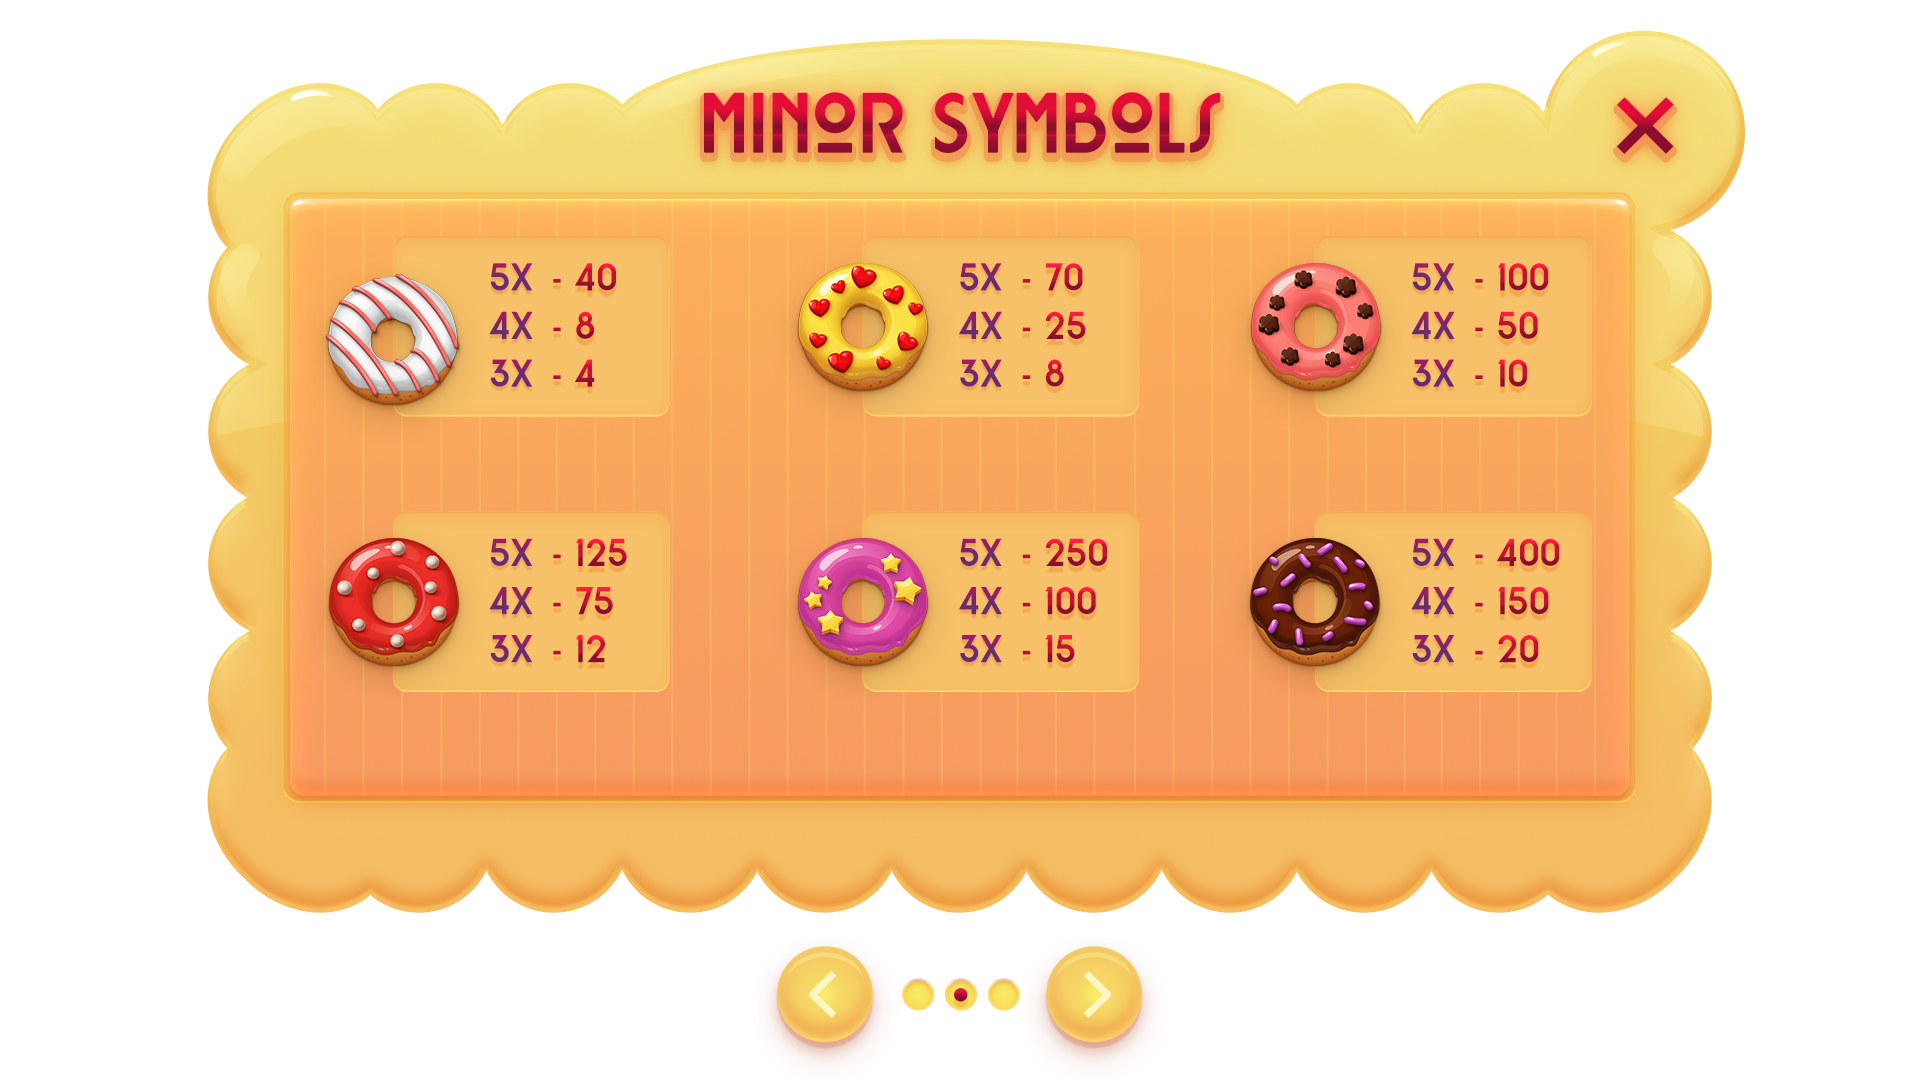 MINOR SYMBOLS
5X - 40
4X - 8
3X - 4
5X - 70
4X - 25
3X - 8
5X - 100
4X - 50
3X - 10
5X - 125
4X - 75
3X - 12
5X - 250
4X - 100
3X - 15
5X - 400
4X - 150
3X - 20